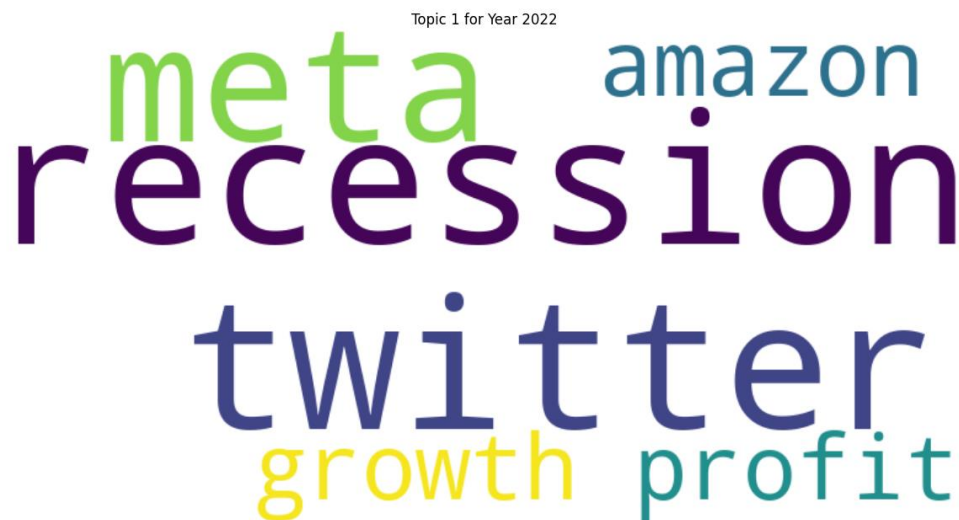 Topic 1 for Year 2022
meta amazon
recession
twitter
growth profit